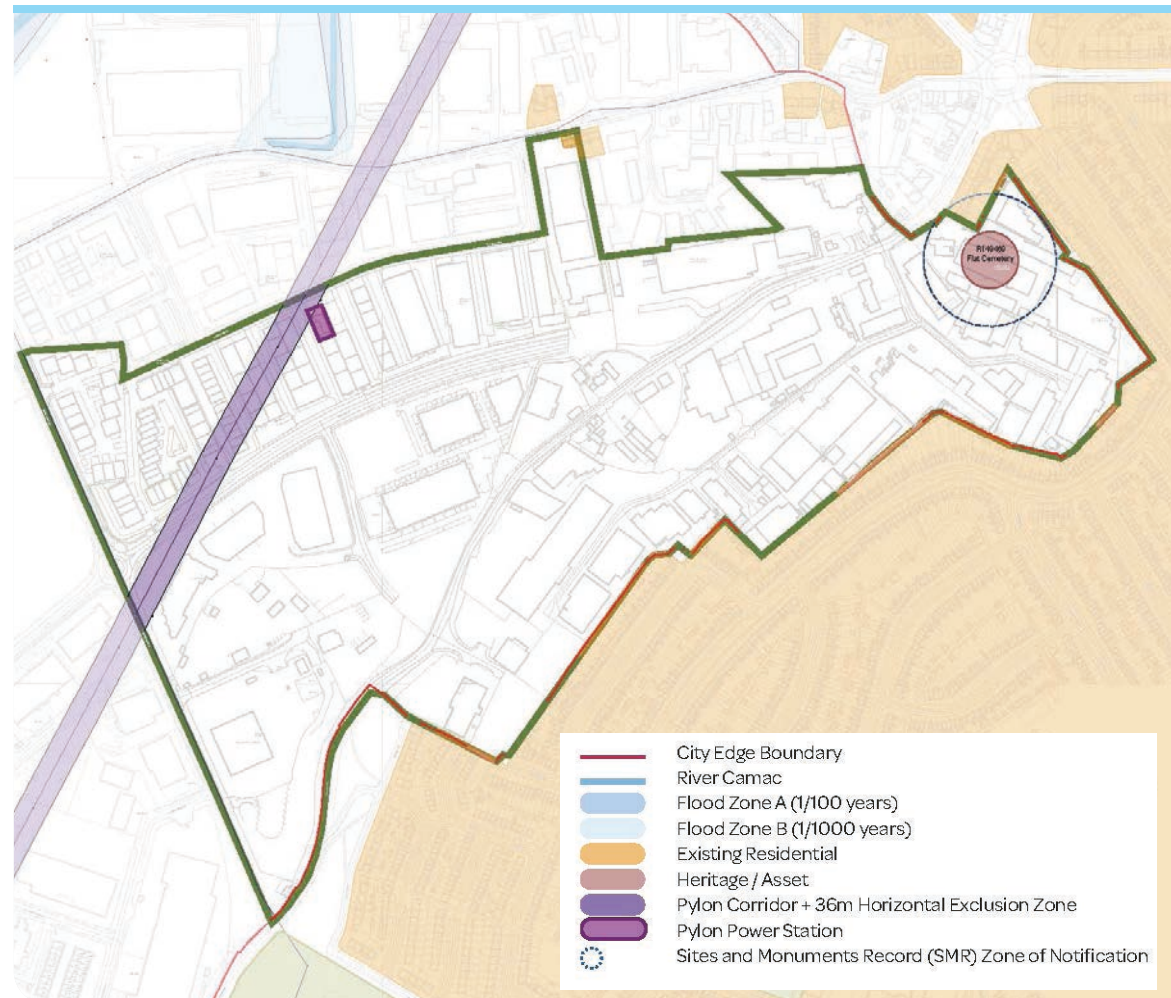 R149469
Flat Cemetery
City Edge Boundary
River Camac
Flood Zone A (1/100 years)
Flood Zone B (1/1000 years)
Existing Residential
Heritage / Asset
Pylon Corridor + 36m Horizontal Exclusion Zone
Pylon Power Station
Sites and Monuments Record (SMR) Zone of Notification